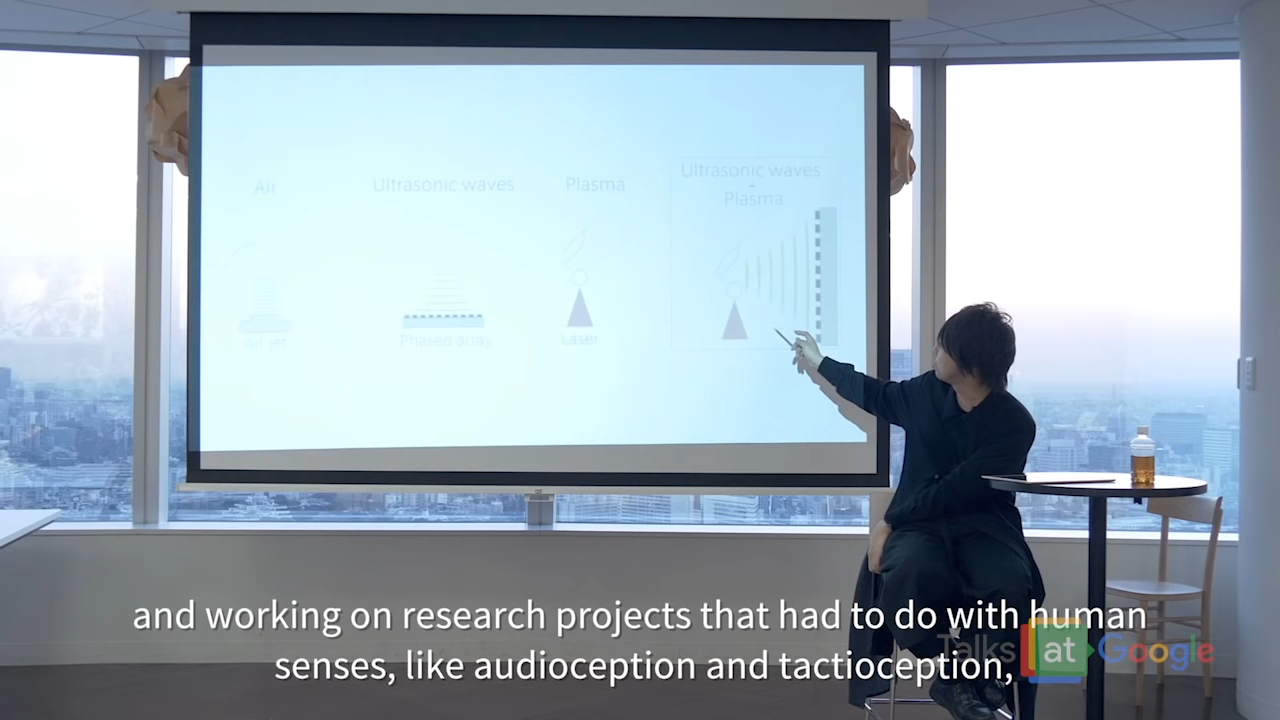 Air
Ultrasonic waves
Plasma
Ultrasonic waves
+
Plasma
Air jet
Phased array
Laser
and working on research projects that had to do with human
senses, like audioception and tactioception,
Talks at Google